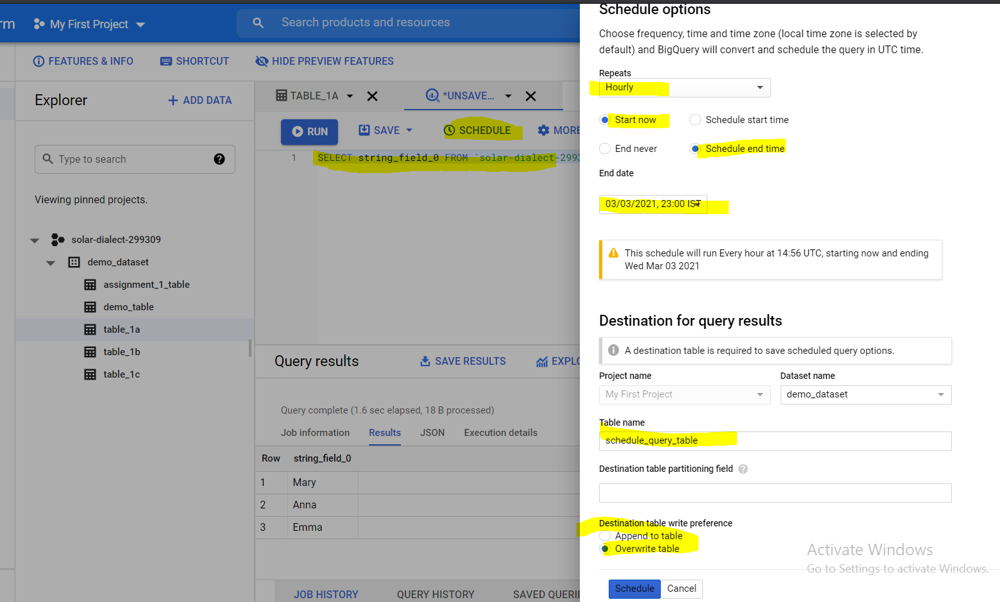 rm
My First Project
Search products and resources
FEATURES & INFO
SHORTCUT
HIDE PREVIEW FEATURES
Explorer
ADD DATA
Type to search
Viewing pinned projects.
solar-dialect-299309
demo_dataset
assignment_1_table
demo_table
table_1a
table_1b
table_1c
TABLE_1A
*UNSAVE...
RUN
SAVE
SCHEDULE
MORE
1 SELECT string_field_0 FROM `solar-dialect-299
Query results
SAVE RESULTS
EXPLO
Query complete (1.6 sec elapsed, 18 B processed)
Job information Results JSON Execution details
Row string_field_0
1 Mary
2 Anna
3 Emma
JOB HISTORY QUERY HISTORY SAVED QUERIE
Schedule options
Choose frequency, time and time zone (local time zone is selected by
default) and BigQuery will convert and schedule the query in UTC time.
Repeats
Hourly
Start now Schedule start time
End never Schedule end time
End date
03/03/2021, 23:00 IST
This schedule will run Every hour at 14:56 UTC, starting now and ending
Wed Mar 03 2021
Destination for query results
A destination table is required to save scheduled query options.
Project name Dataset name
My First Project demo_dataset
Table name
schedule_query_table
Destination table partitioning field ?
Destination table write preference
Append to table
Overwrite table
Activate Windows
Go to Settings to activate Windows.
Schedule Cancel